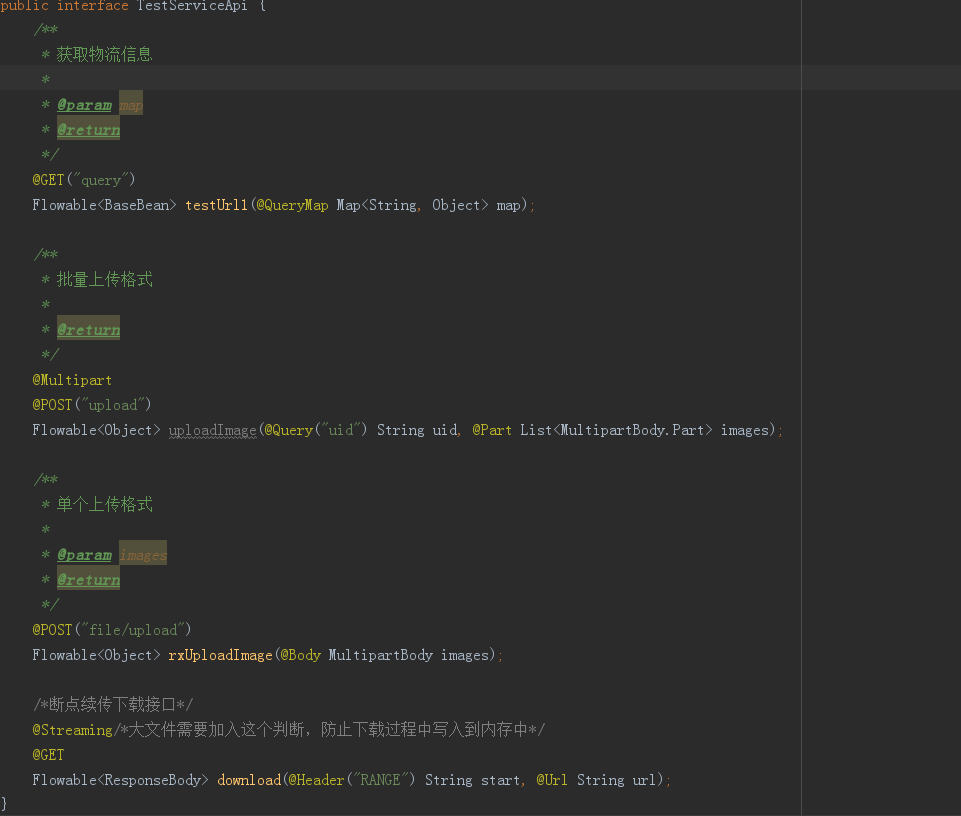 public interface TestServiceApi {
/**
* 获取物流信息
*
* @param map
* @return
*/
@GET("query")
Flowable<BaseBean> testUrl1(@QueryMap Map<String, Object> map);
/**
* 批量上传格式
*
* @return
*/
@Multipart
@POST("upload")
Flowable<Object> uploadImage(@Query("uid") String uid, @Part List<MultipartBody.Part> images);
/**
* 单个上传格式
*
* @param images
* @return
*/
@POST("file/upload")
Flowable<Object> rxUploadImage(@Body MultipartBody images);
/*断点续传下载接口*/
@Streaming/*大文件需要加入这个判断，防止下载过程中写入到内存中*/
@GET
Flowable<ResponseBody> download(@Header("RANGE") String start, @Url String url);
}